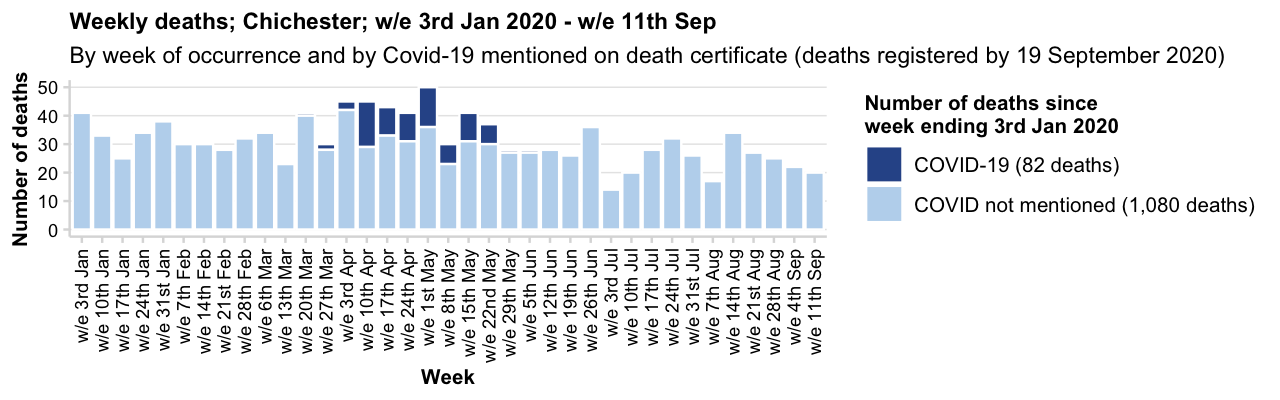 Weekly deaths; Chichester; w/e 3rd Jan 2020 - w/e 11th Sep
By week of occurrence and by Covid-19 mentioned on death certificate (deaths registered by 19 September 2020)
Number of deaths
50
40
30
20
10
0
w/e 3rd Jan
w/e 10th Jan
w/e 17th Jan
w/e 24th Jan
w/e 31st Jan
w/e 7th Feb
w/e 14th Feb
w/e 21st Feb
w/e 28th Feb
w/e 6th Mar
w/e 13th Mar
w/e 20th Mar
w/e 27th Mar
w/e 3rd Apr
w/e 10th Apr
w/e 17th Apr
w/e 24th Apr
w/e 1st May
w/e 8th May
w/e 15th May
w/e 22nd May
w/e 29th May
w/e 5th Jun
w/e 12th Jun
w/e 19th Jun
w/e 26th Jun
w/e 3rd Jul
w/e 10th Jul
w/e 17th Jul
w/e 24th Jul
w/e 31st Jul
w/e 7th Aug
w/e 14th Aug
w/e 21st Aug
w/e 28th Aug
w/e 4th Sep
w/e 11th Sep
Week
Number of deaths since
week ending 3rd Jan 2020
COVID-19 (82 deaths)
COVID not mentioned (1,080 deaths)